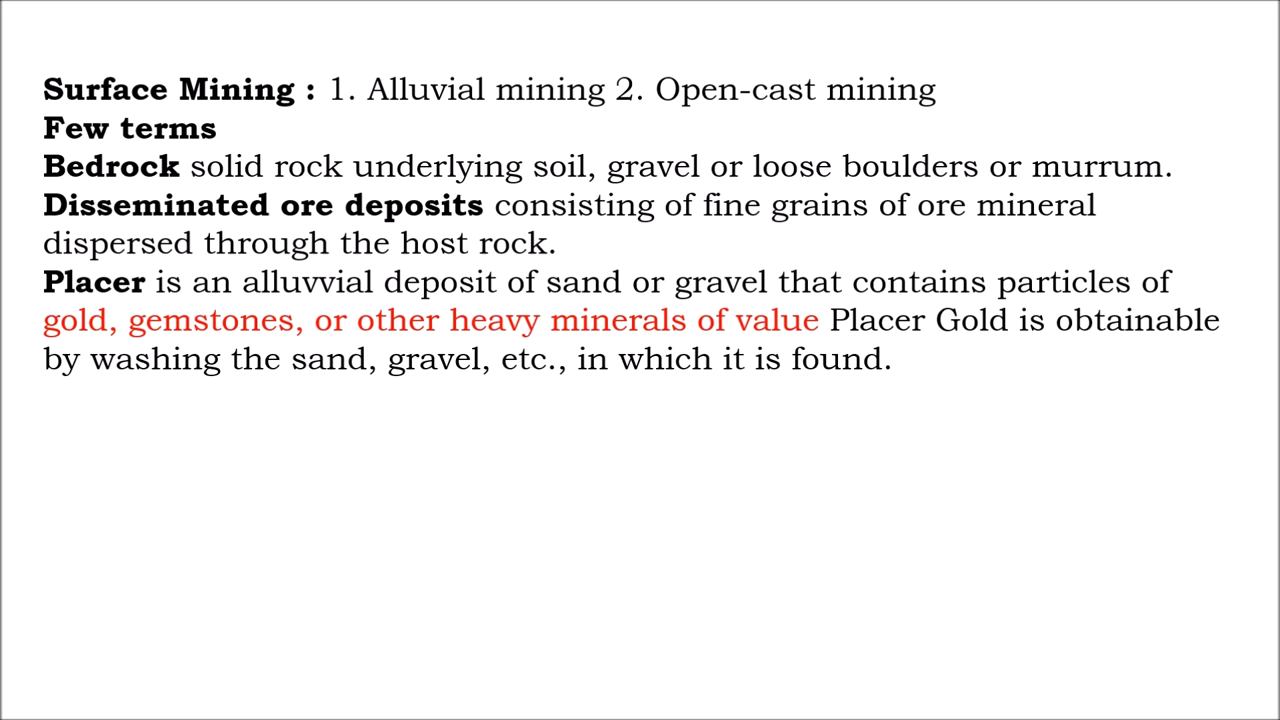 Surface Mining : 1. Alluvial mining 2. Open-cast mining
Few terms
Bedrock solid rock underlying soil, gravel or loose boulders or murrum.
Disseminated ore deposits consisting of fine grains of ore mineral
dispersed through the host rock.
Placer is an alluvvial deposit of sand or gravel that contains particles of
gold, gemstones, or other heavy minerals of value Placer Gold is obtainable
by washing the sand, gravel, etc., in which it is found.